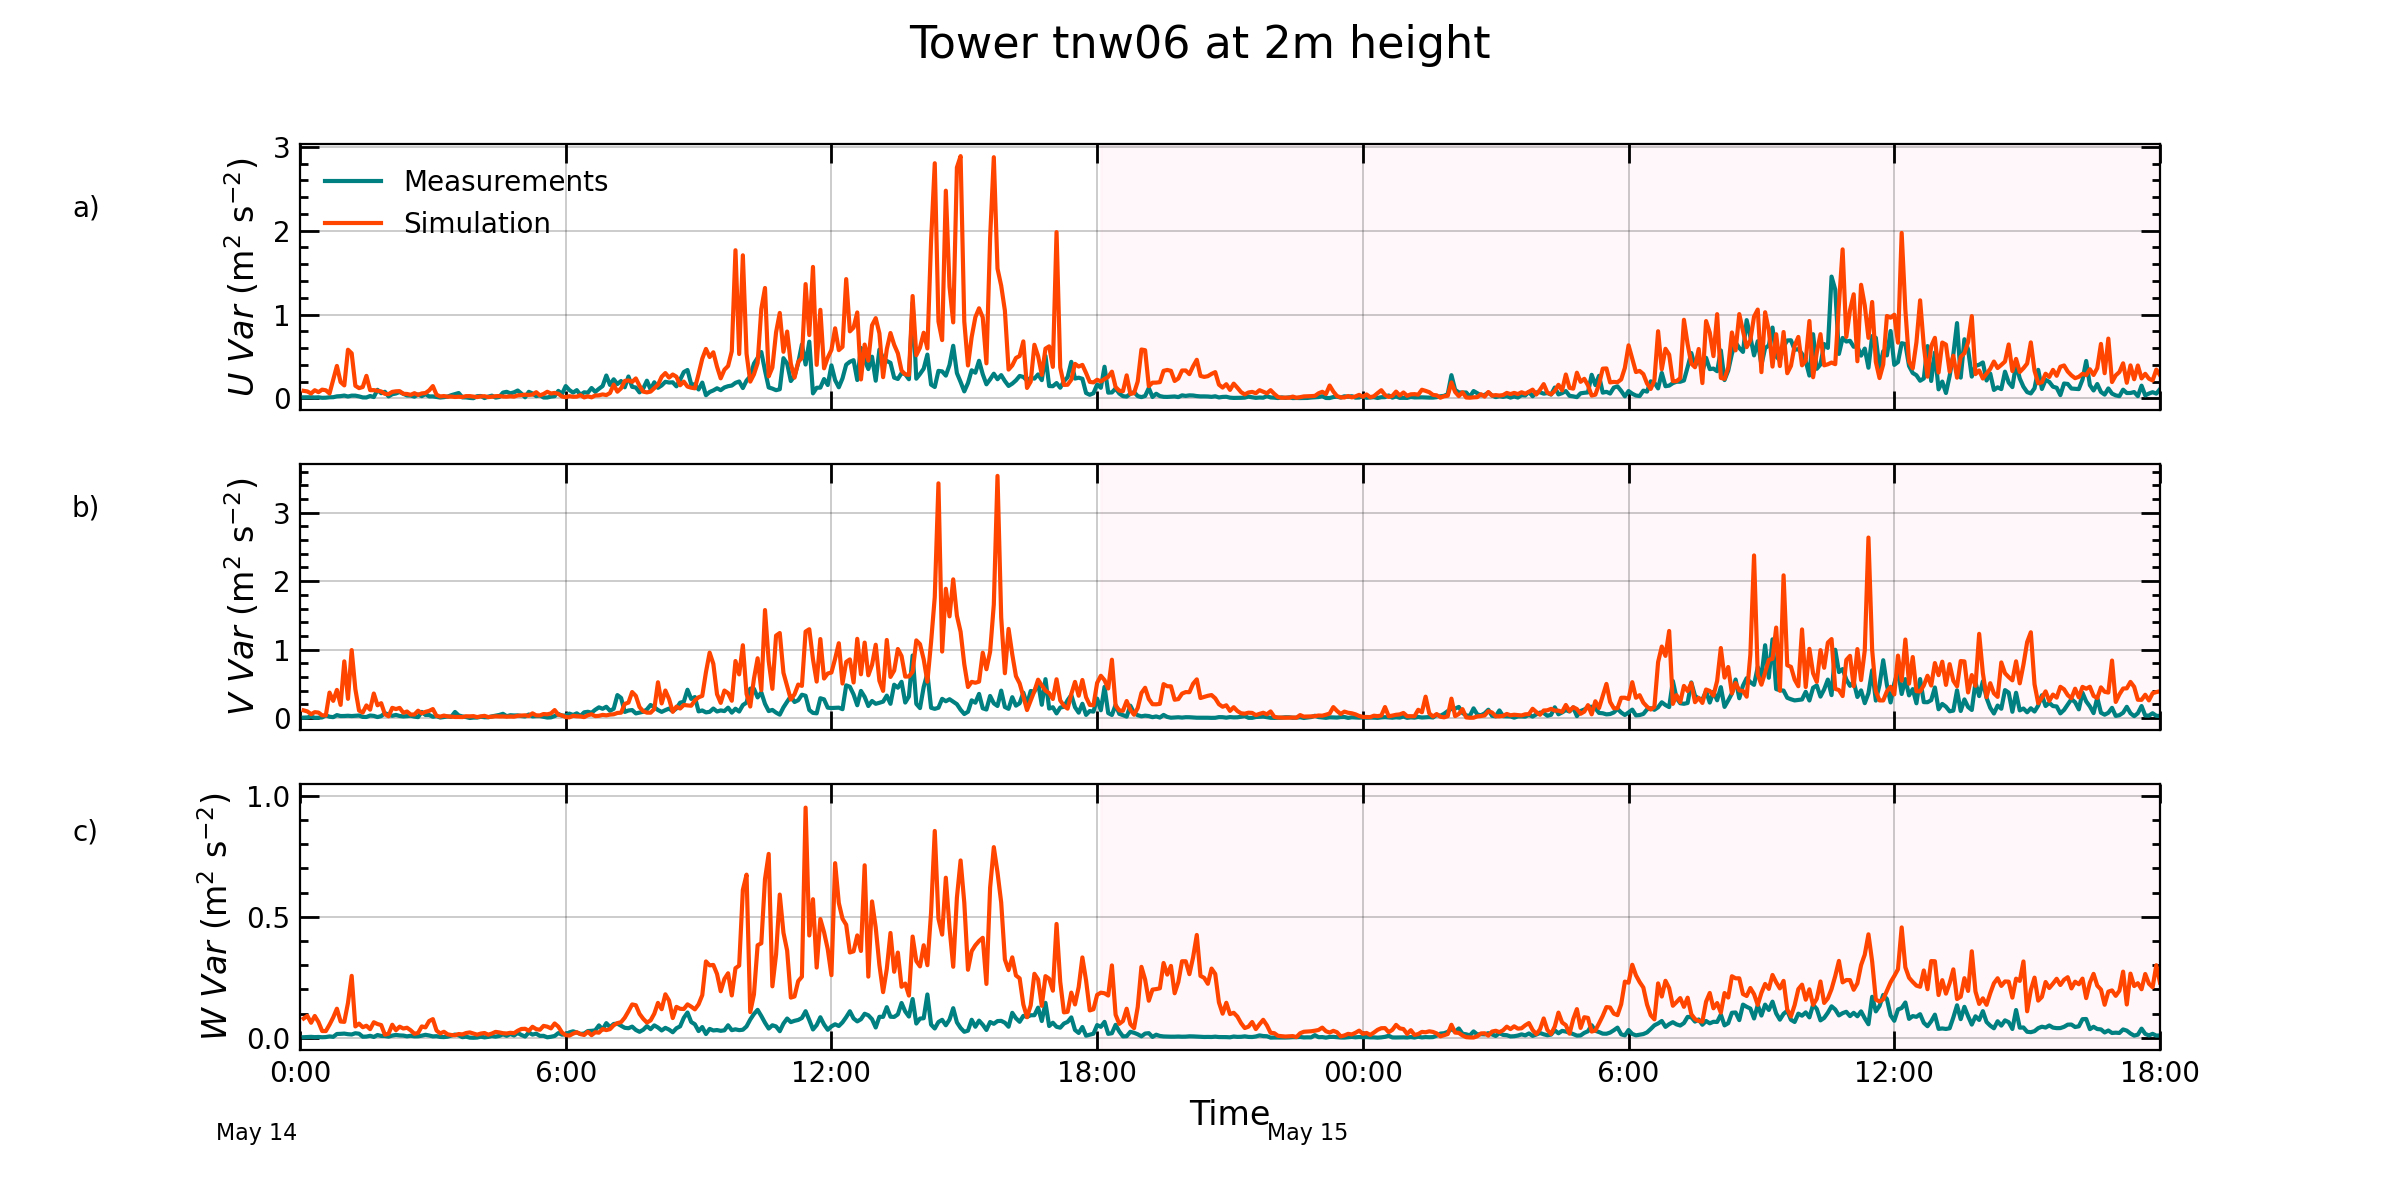 Tower tnw06 at 2m height
a)
U Var (m² s⁻²)
3
2
1
0
Measurements
Simulation
b)
V Var (m² s⁻²)
3
2
1
0
c)
W Var (m² s⁻²)
1.0
0.5
0.0
0:00 6:00 12:00 18:00 00:00 6:00 12:00 18:00
Time
May 14 May 15